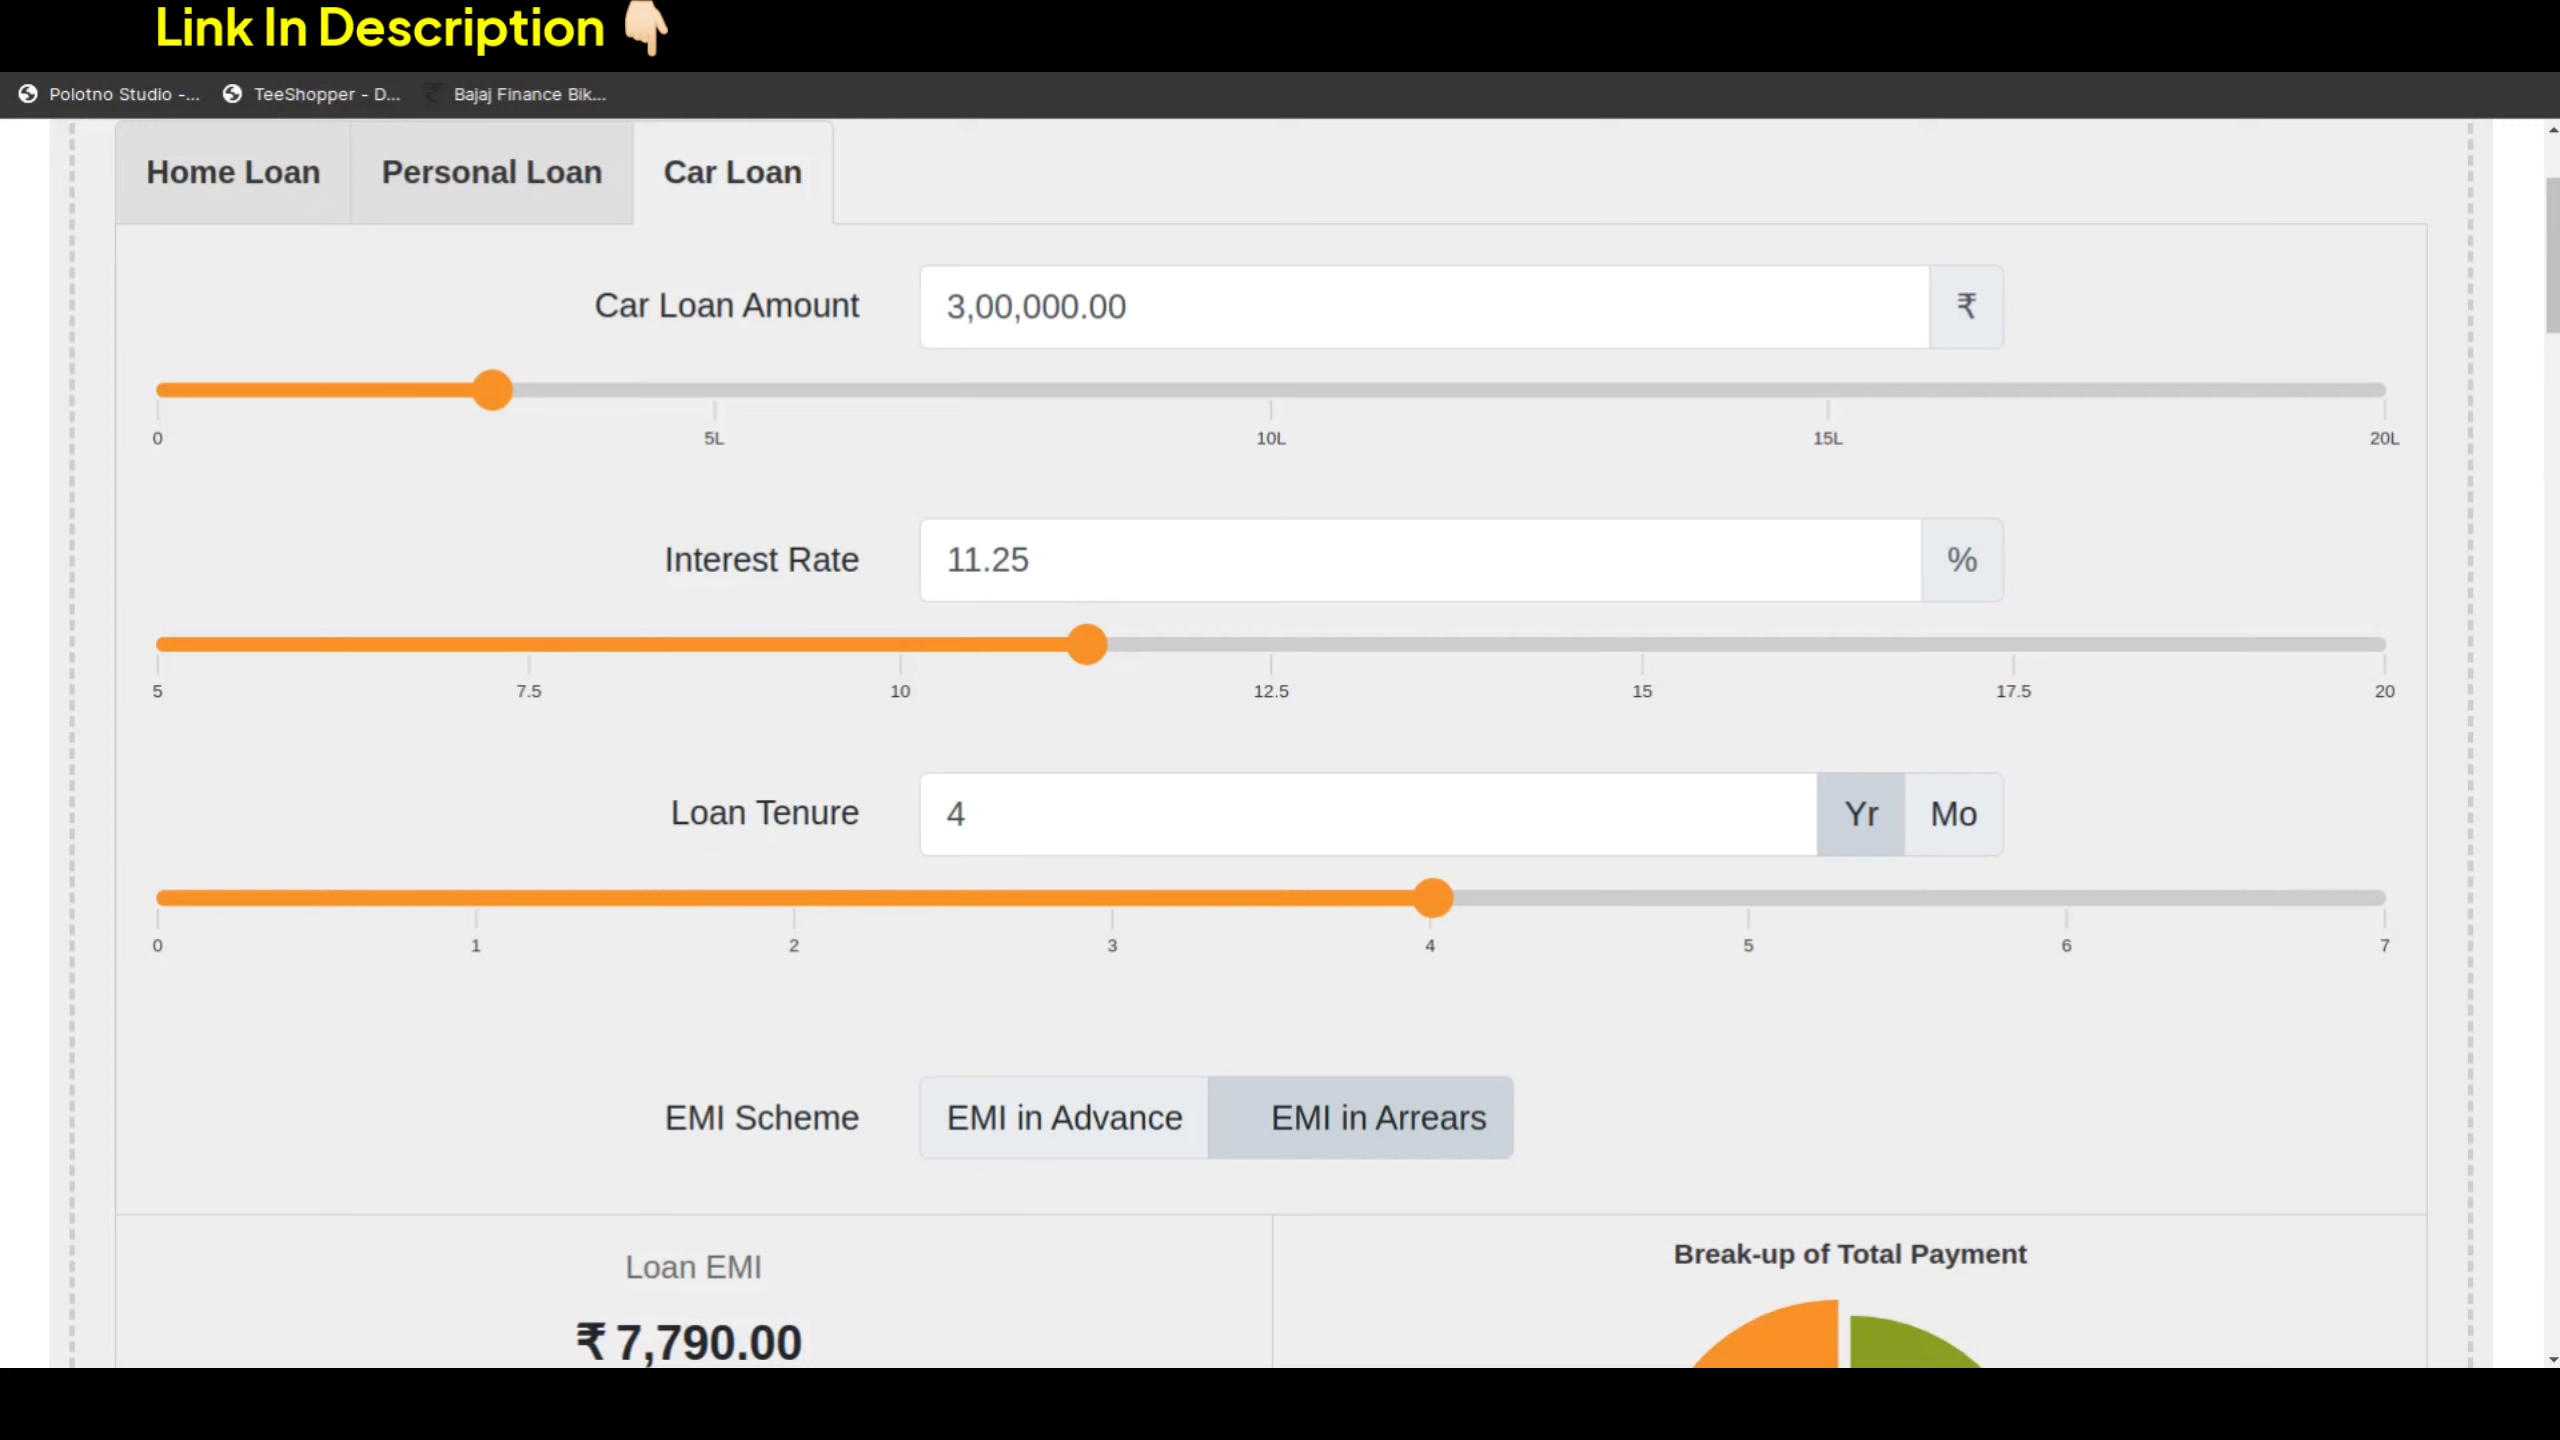 Link In Description 👇🏻
Polotno Studio -... TeeShopper - D... Bajaj Finance Bik...
Home Loan Personal Loan Car Loan
Car Loan Amount 3,00,000.00 ₹
0 5L 10L 15L 20L
Interest Rate 11.25 %
5 7.5 10 12.5 15 17.5 20
Loan Tenure 4 Yr Mo
0 1 2 3 4 5 6 7
EMI Scheme EMI in Advance EMI in Arrears
Loan EMI
₹ 7,790.00
Break-up of Total Payment